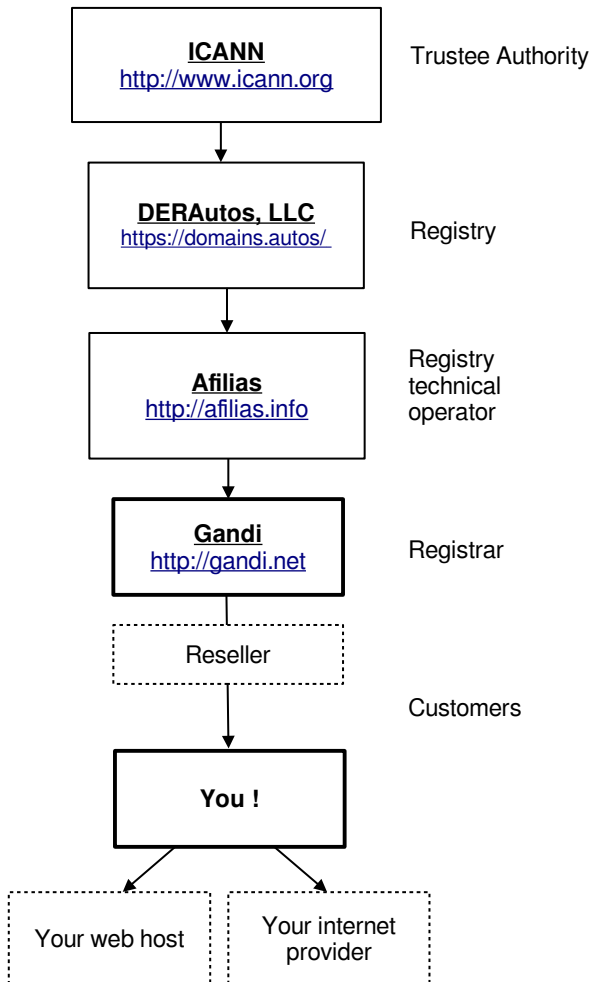 ICANN
http://www.icann.org
Trustee Authority
DERAutos, LLC
https://domains.autos/
Registry
Afilias
http://afilias.info
Registry
technical
operator
Gandi
http://gandi.net
Registrar
Reseller
Customers
You !
Your web host
Your internet
provider